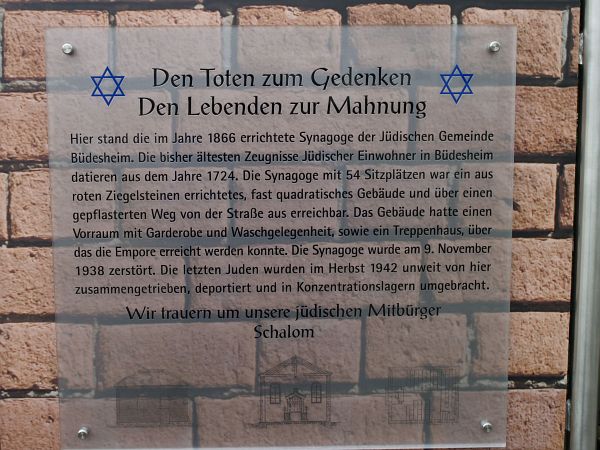 Den Toten zum Gedenken
Den Lebenden zur Mahnung
Hier stand die im Jahre 1866 errichtete Synagoge der Jüdischen Gemeinde
Büdesheim. Die bisher ältesten Zeugnisse Jüdischer Einwohner in Büdesheim
datieren aus dem Jahre 1724. Die Synagoge mit 54 Sitzplätzen war ein aus
roten Ziegelsteinen errichtetes, fast quadratisches Gebäude und über einen
gepflasterten Weg von der Straße aus erreichbar. Das Gebäude hatte einen
Vorraum mit Garderobe und Waschgelegenheit, sowie ein Treppenhaus, über
das die Empore erreicht werden konnte. Die Synagoge wurde am 9. November
1938 zerstört. Die letzten Juden wurden im Herbst 1942 unweit von hier
zusammengetrieben, deportiert und in Konzentrationslagern umgebracht.
Wir trauern um unsere jüdischen Mitbürger
Schalom